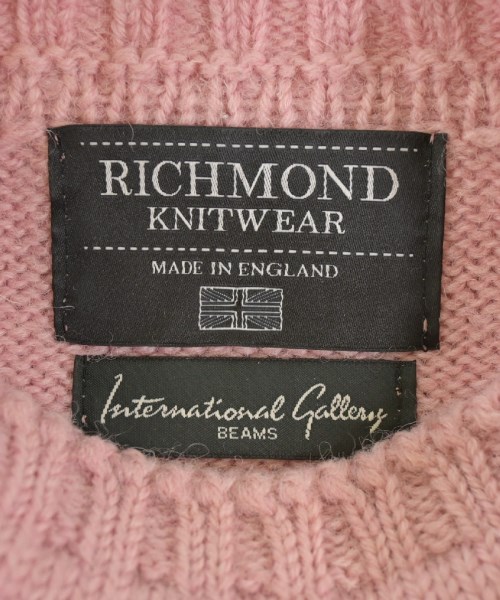 RICHMOND
KNITWEAR
MADE IN ENGLAND
International Gallery
BEAMS